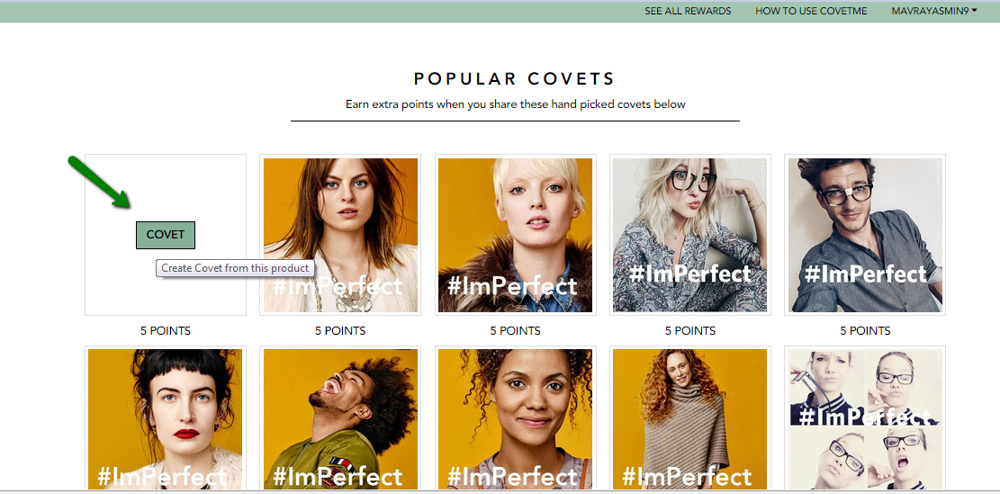 SEE ALL REWARDS HOW TO USE COVETME MAVRAYASMIN9
POPULAR COVETS
Earn extra points when you share these hand picked covets below
COVET
Create Covet from this product
#ImPerfect #ImPerfect #ImPerfect #ImPerfect
5 POINTS 5 POINTS 5 POINTS 5 POINTS 5 POINTS
#ImPerfect
#ImPerfect #ImPerfect #ImPerfect #ImPerfect